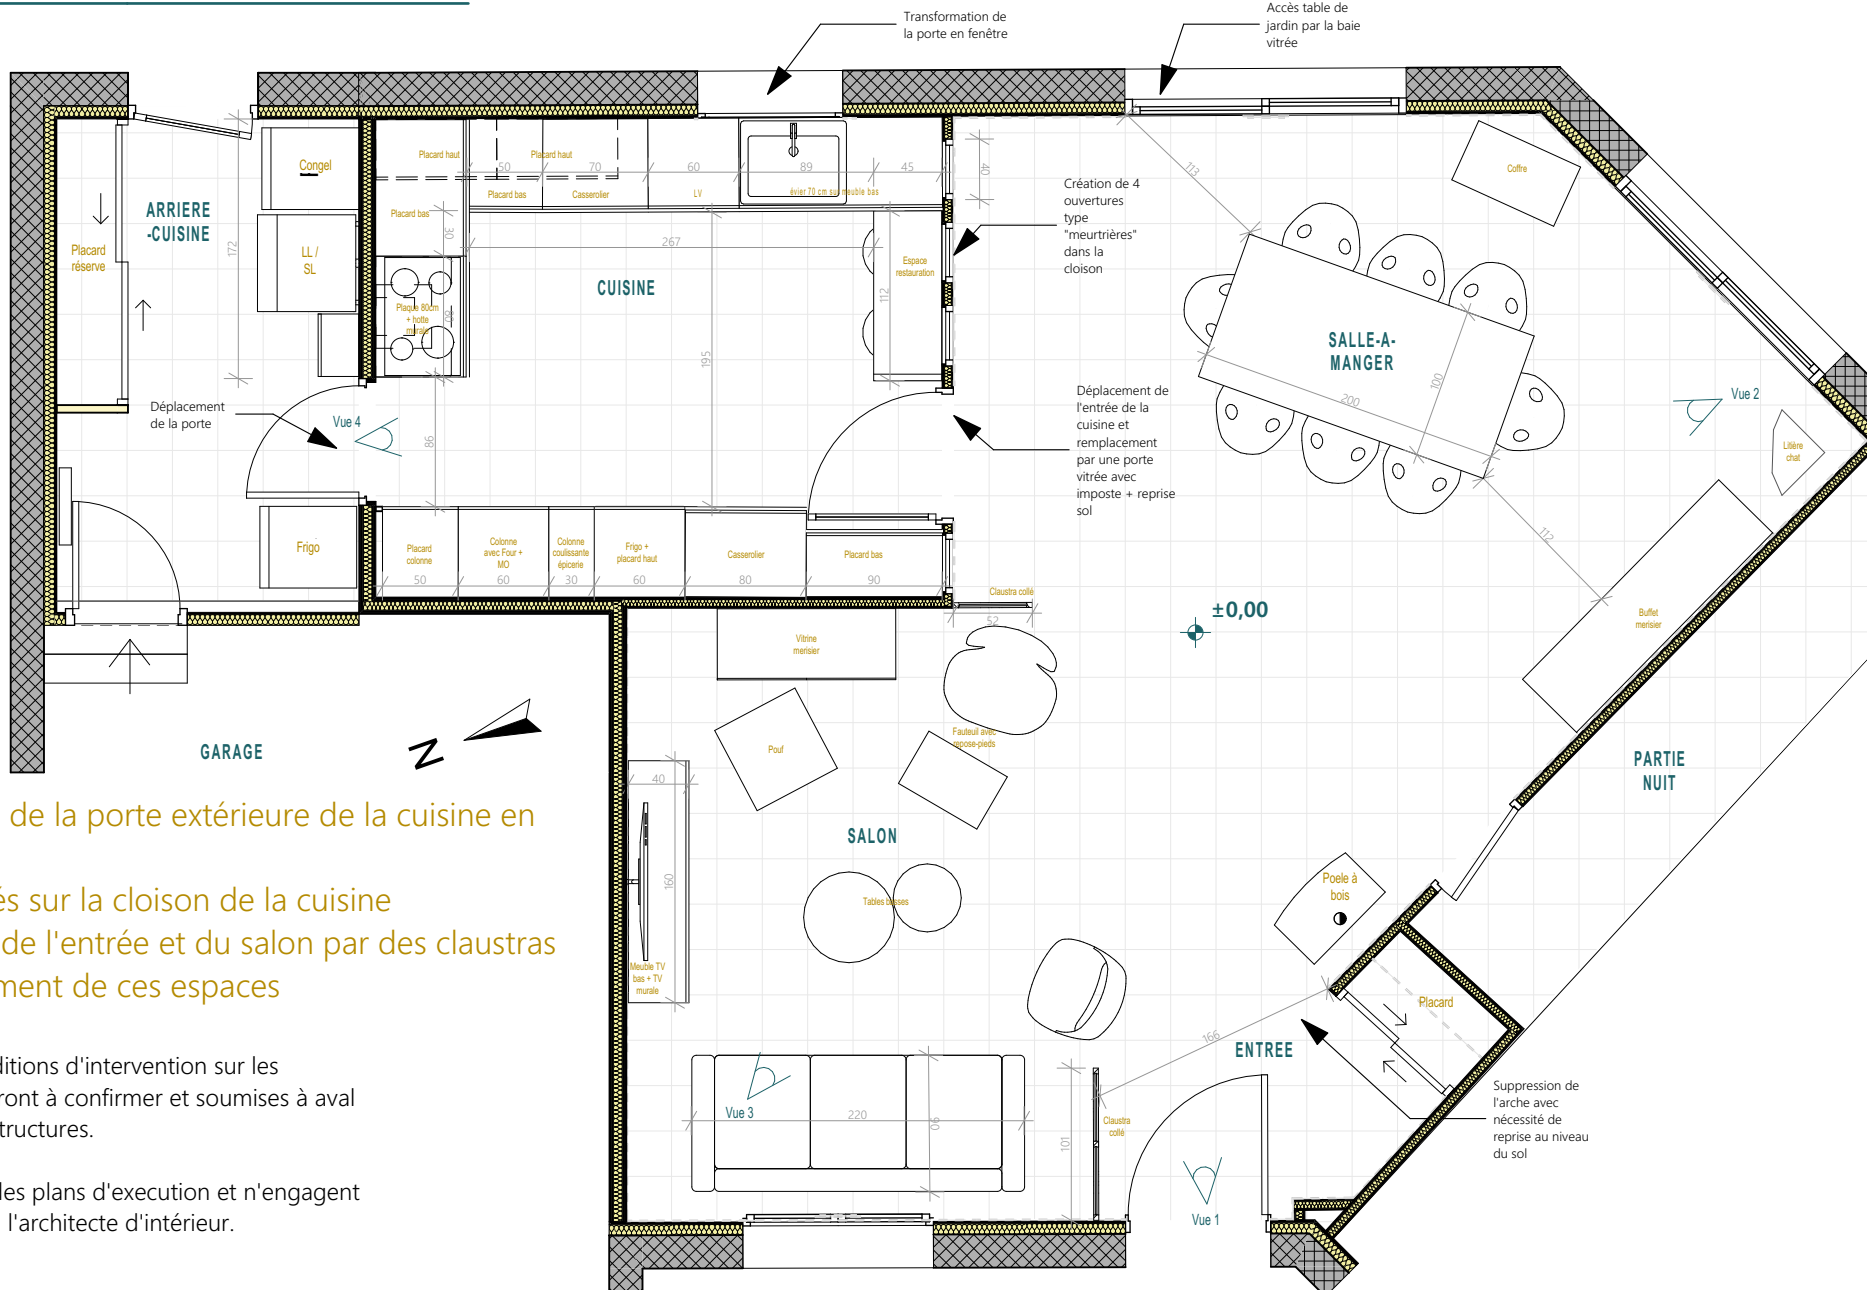 Transformation de
la porte en fenêtre
Accès table de
jardin par la baie
vitrée
Congel
ARRIERE
-CUISINE
172
Placard
réserve
LL /
SL
Placard haut
Placard haut
50
70
60
89
45
Placard bas
Casserolier
LV
évier 70 cm sur meuble bas
Placard bas
30
267
40
Création de 4
ouvertures
type
"meurtrières"
dans la
cloison
113
Coffre
CUISINE
Espace
restauration
112
Plaque 80cm
+ hotte
murale
80
195
SALLE-A-
MANGER
100
200
Déplacement
de la porte
Vue 4
86
Déplacement de
l'entrée de la
cuisine et
remplacement
par une porte
vitrée avec
imposte + reprise
sol
Vue 2
Litière
chat
112
Frigo
Placard
colonne
Colonne
avec Four +
MO
Colonne
coulissante
épicerie
Frigo +
placard haut
Casserolier
Placard bas
50
60
30
60
80
90
Claustra collé
52
±0,00
Buffet
merisier
Vitrine
merisier
Fauteuil avec
repose-pieds
Pouf
GARAGE
N
40
PARTIE
NUIT
de la porte extérieure de la cuisine en
SALON
160
Poele à
bois
és sur la cloison de la cuisine
Tables basses
de l'entrée et du salon par des claustras
ment de ces espaces
Meuble TV
bas + TV
murale
Placard
166
ENTREE
ditions d'intervention sur les
ront à confirmer et soumises à aval
tructures.
Vue 3
220
90
101
Claustra
collé
Suppression de
l'arche avec
nécessité de
reprise au niveau
du sol
les plans d'execution et n'engagent
l'architecte d'intérieur.
Vue 1